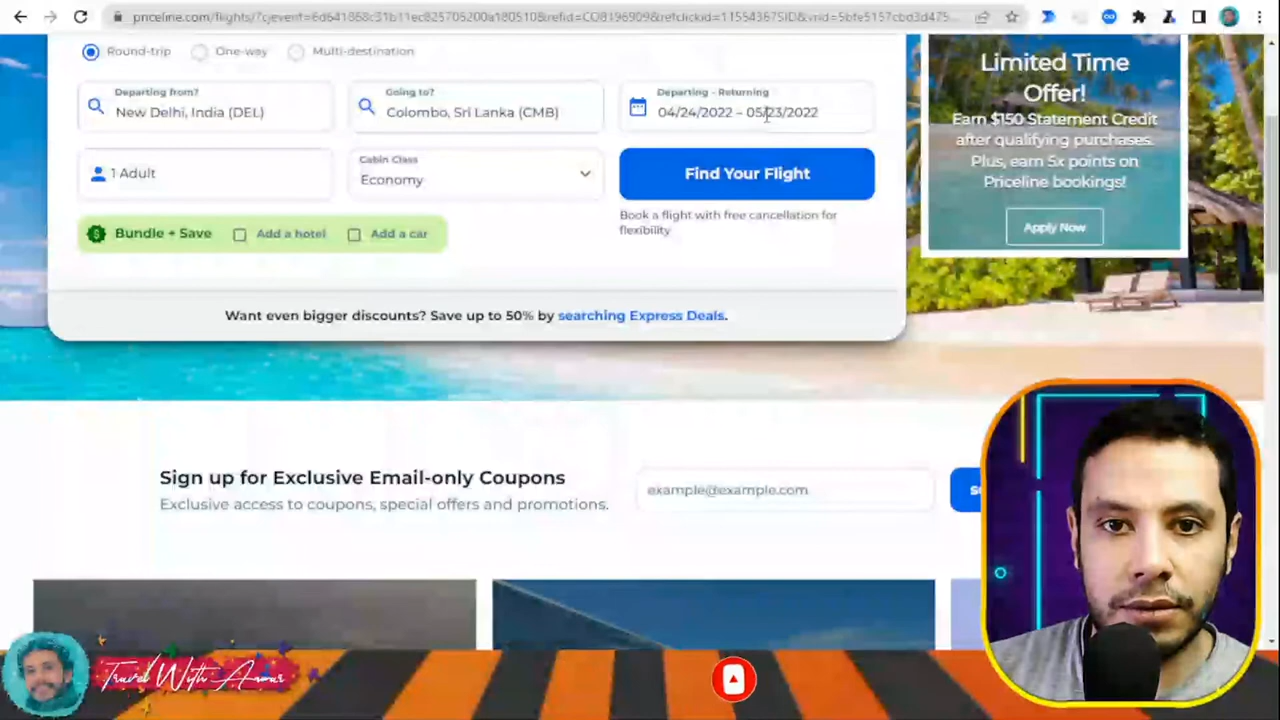 Round-trip One-way Multi-destination
Departing from?
New Delhi, India (DEL)
Going to?
Colombo, Sri Lanka (CMB)
Departing - Returning
04/24/2022 – 05/23/2022
1 Adult
Cabin Class
Economy
Find Your Flight
Book a flight with free cancellation for
flexibility
Bundle + Save Add a hotel Add a car
Want even bigger discounts? Save up to 50% by searching Express Deals.
Limited Time
Offer!
Earn $150 Statement Credit
after qualifying purchases.
Plus, earn 5x points on
Priceline bookings!
Apply Now
Sign up for Exclusive Email-only Coupons
Exclusive access to coupons, special offers and promotions.
example@example.com
Travel With